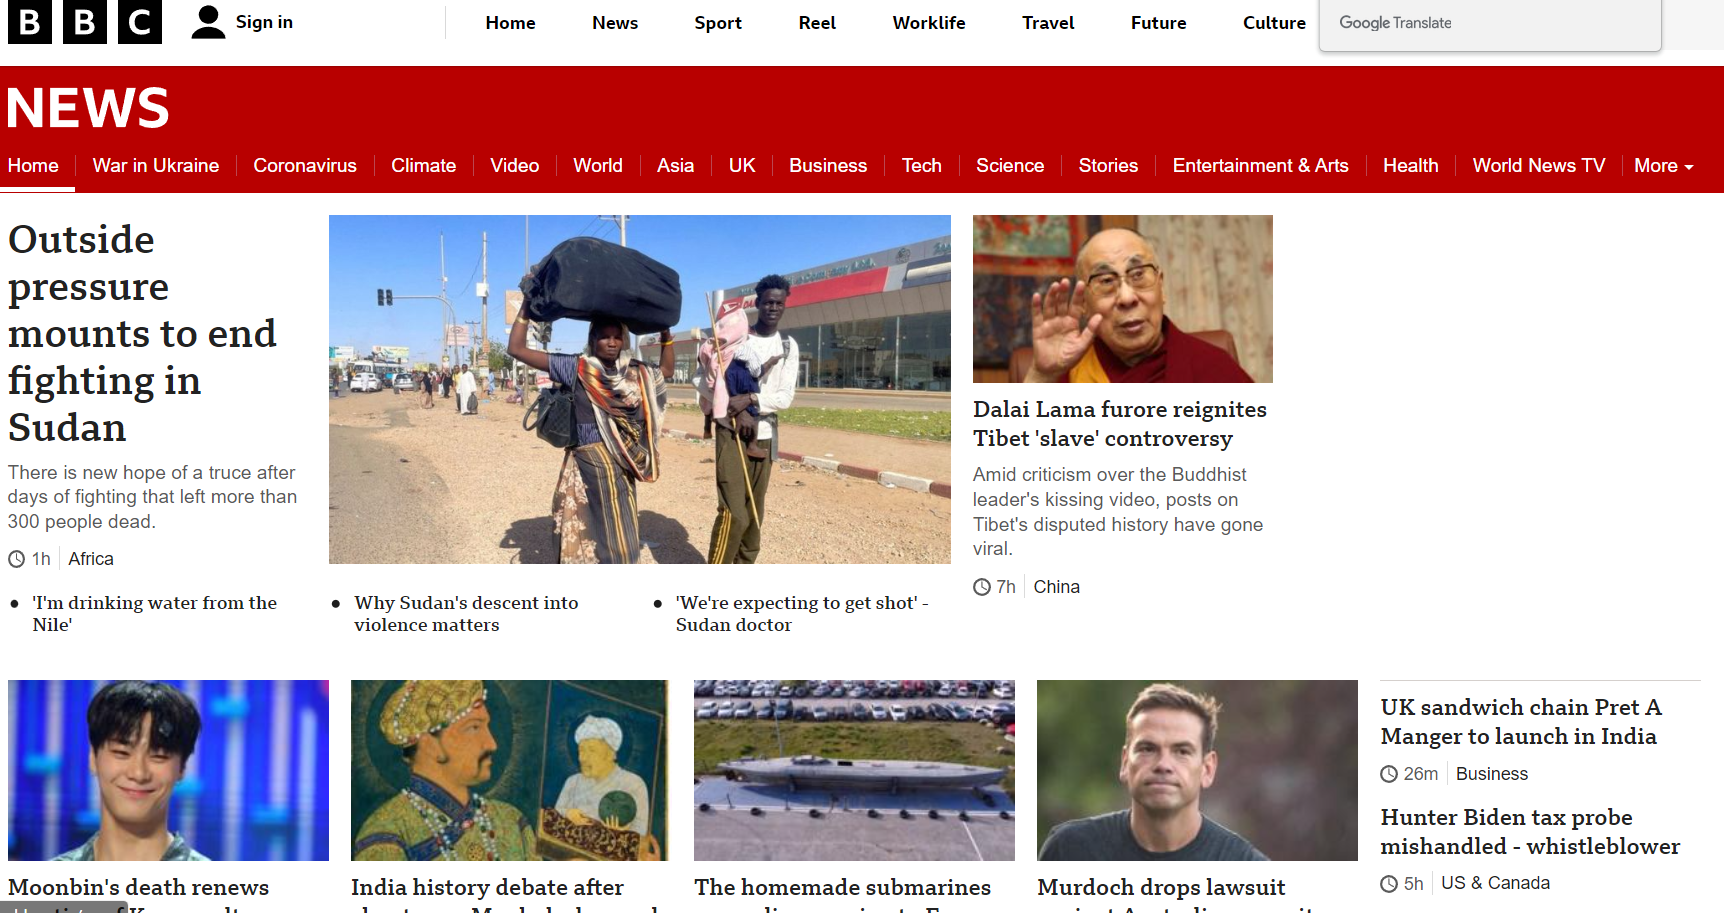 BBC
Sign in
Home
News
Sport
Reel
Worklife
Travel
Future
Culture
Google Translate
NEWS
Home
War in Ukraine
Coronavirus
Climate
Video
World
Asia
UK
Business
Tech
Science
Stories
Entertainment & Arts
Health
World News TV
More
Outside
pressure
mounts to end
fighting in
Sudan
There is new hope of a truce after
days of fighting that left more than
300 people dead.
1h
Africa
Dalai Lama furore reignites
Tibet 'slave' controversy
Amid criticism over the Buddhist
leader's kissing video, posts on
Tibet's disputed history have gone
viral.
7h
China
'I'm drinking water from the
Nile'
Why Sudan's descent into
violence matters
'We're expecting to get shot' -
Sudan doctor
Moonbin's death renews
India history debate after
The homemade submarines
Murdoch drops lawsuit
UK sandwich chain Pret A
Manger to launch in India
26m
Business
Hunter Biden tax probe
mishandled - whistleblower
5h
US & Canada